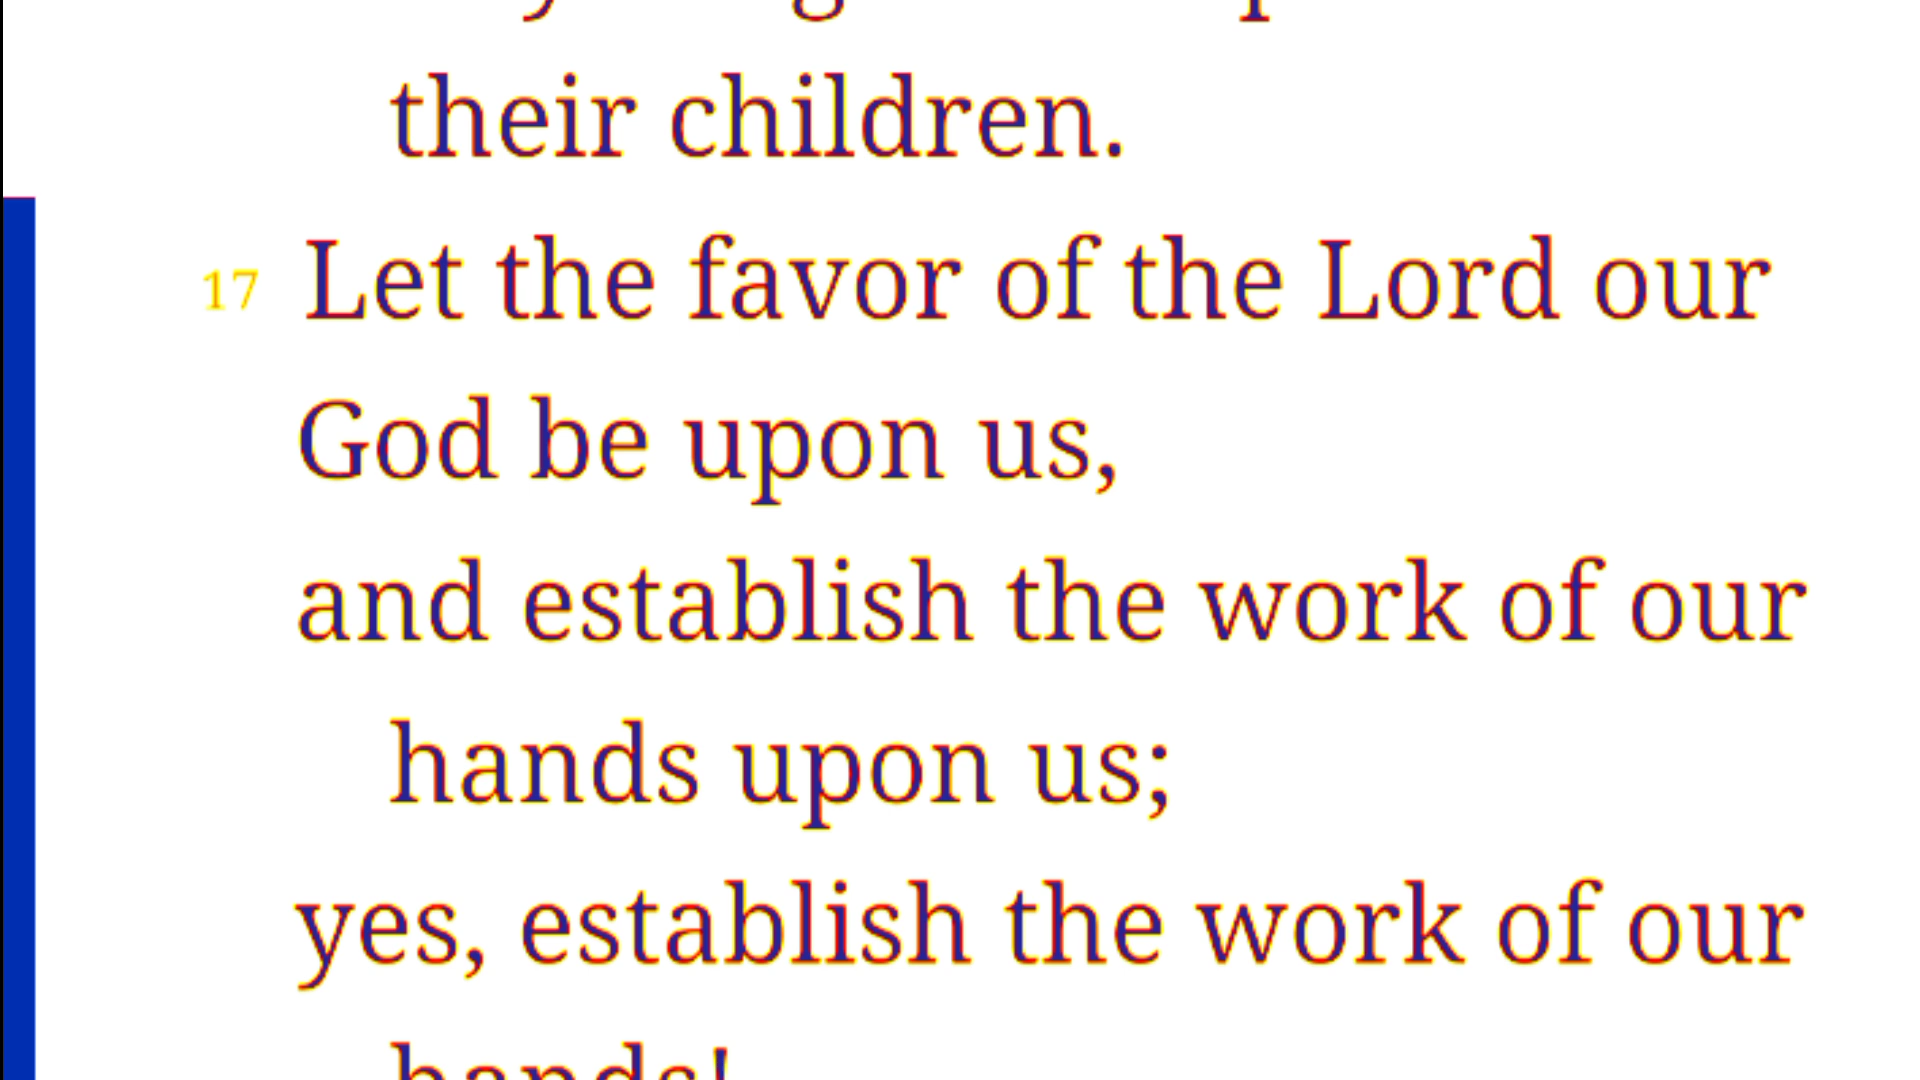 their children.
17 Let the favor of the Lord our
God be upon us,
and establish the work of our
hands upon us;
yes, establish the work of our
hands!